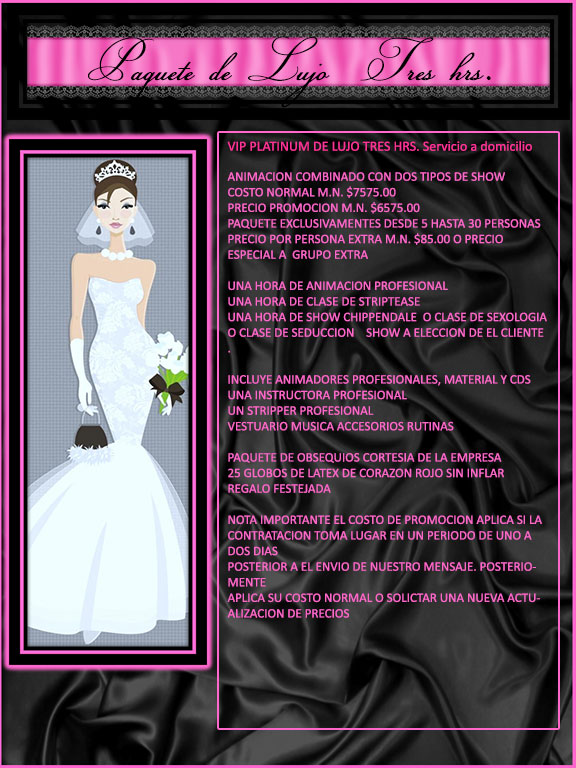 Paquete de Lujo Tres hrs.
VIP PLATINUM DE LUJO TRES HRS. Servicio a domicilio
ANIMACION COMBINADO CON DOS TIPOS DE SHOW
COSTO NORMAL M.N. $7575.00
PRECIO PROMOCION M.N. $6575.00
PAQUETE EXCLUSIVAMENTES DESDE 5 HASTA 30 PERSONAS
PRECIO POR PERSONA EXTRA M.N. $85.00 O PRECIO
ESPECIAL A GRUPO EXTRA
UNA HORA DE ANIMACION PROFESIONAL
UNA HORA DE CLASE DE STRIPTEASE
UNA HORA DE SHOW CHIPPENDALE O CLASE DE SEXOLOGIA
O CLASE DE SEDUCCION SHOW A ELECCION DE EL CLIENTE
.
INCLUYE ANIMADORES PROFESIONALES, MATERIAL Y CDS
UNA INSTRUCTORA PROFESIONAL
UN STRIPPER PROFESIONAL
VESTUARIO MUSICA ACCESORIOS RUTINAS
PAQUETE DE OBSEQUIOS CORTESIA DE LA EMPRESA
25 GLOBOS DE LATEX DE CORAZON ROJO SIN INFLAR
REGALO FESTEJADA
NOTA IMPORTANTE EL COSTO DE PROMOCION APLICA SI LA
CONTRATACION TOMA LUGAR EN UN PERIODO DE UNO A
DOS DIAS
POSTERIOR A EL ENVIO DE NUESTRO MENSAJE. POSTERIO-
MENTE
APLICA SU COSTO NORMAL O SOLICTAR UNA NUEVA ACTU-
ALIZACION DE PRECIOS